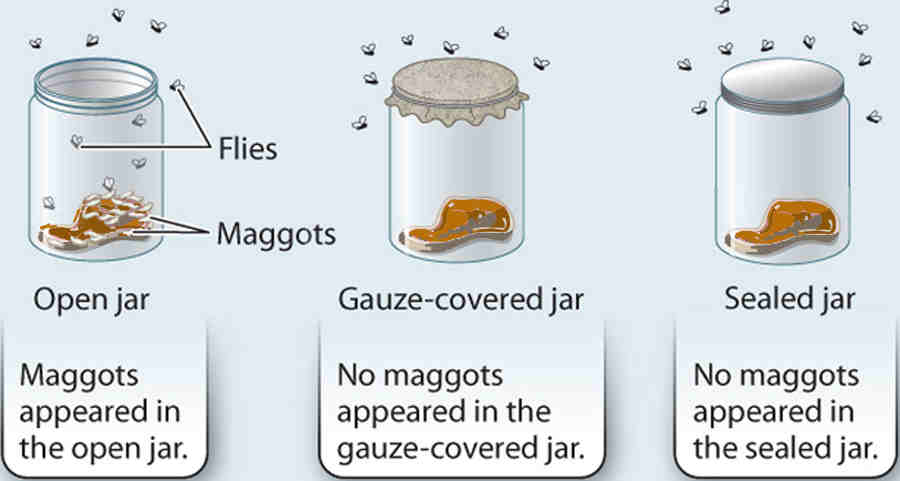 Flies
Maggots
Open jar
Gauze-covered jar
Sealed jar
Maggots
appeared in
the open jar.
No maggots
appeared in the
gauze-covered jar.
No maggots
appeared in
the sealed jar.